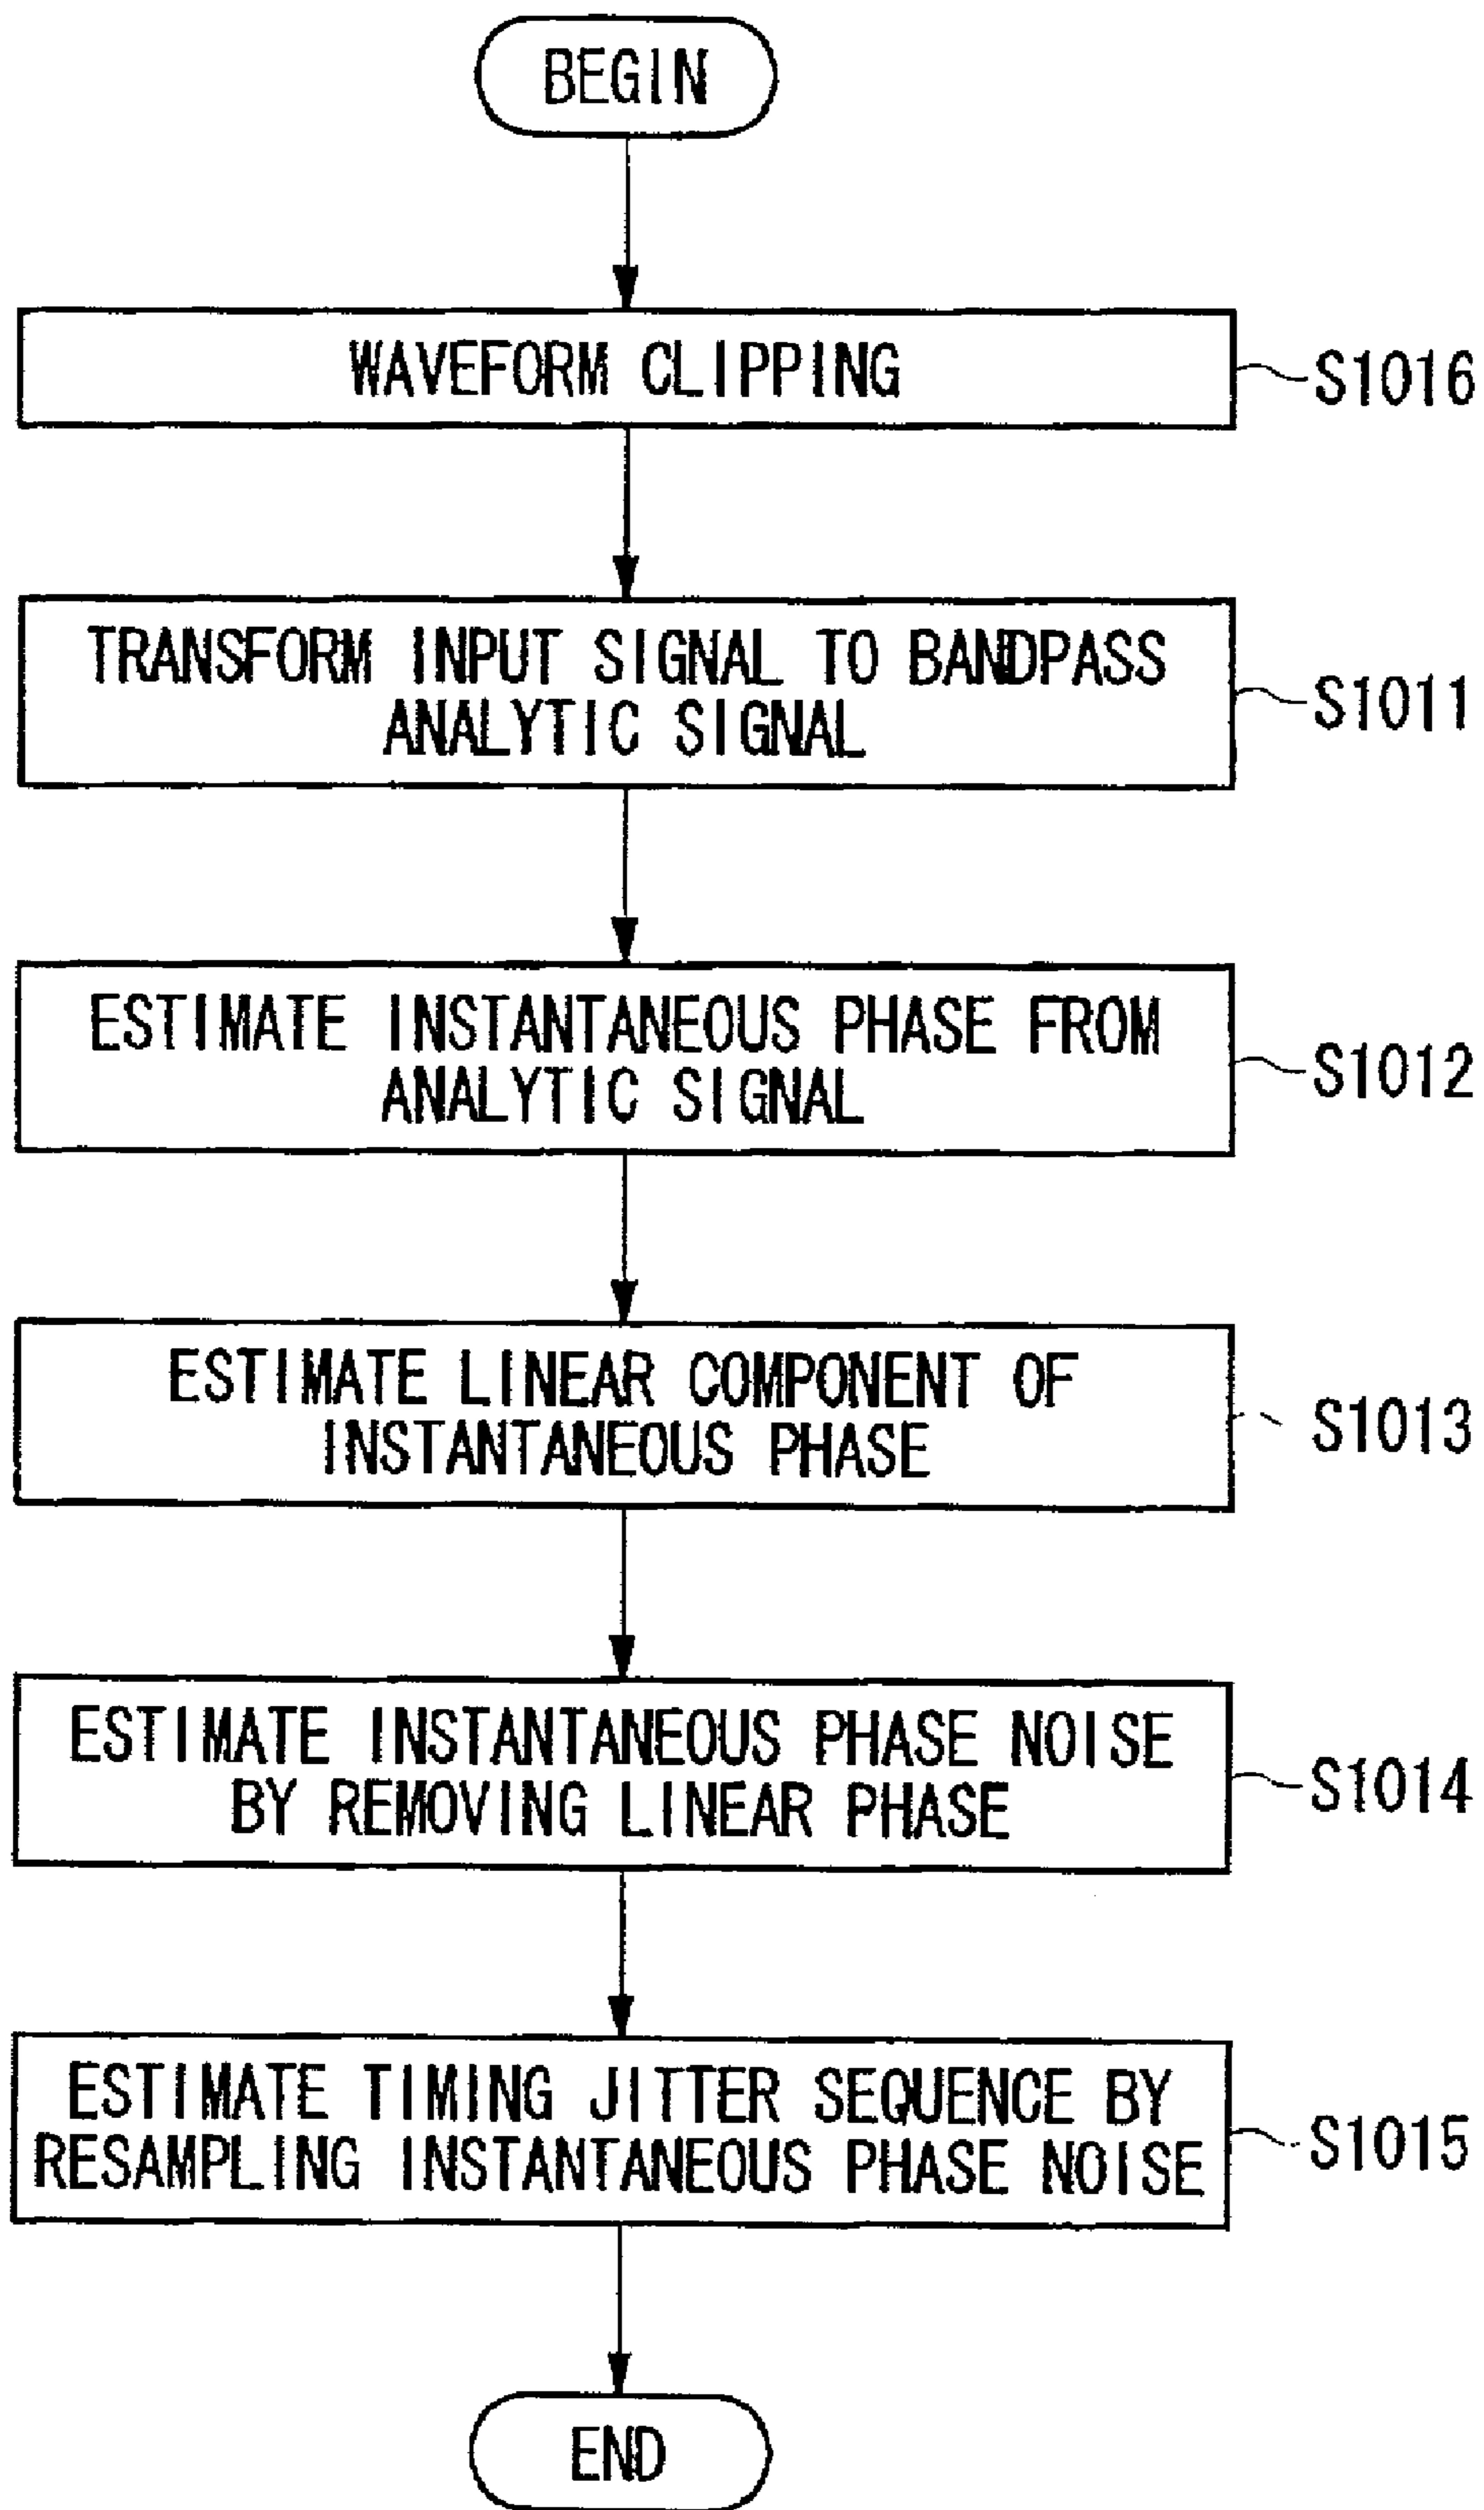 BEGIN
WAVEFORM CLIPPING
S1016
TRANSFORM INPUT SIGNAL TO BANDPASS
ANALYTIC SIGNAL
S1011
ESTIMATE INSTANTANEOUS PHASE FROM
ANALYTIC SIGNAL
S1012
ESTIMATE LINEAR COMPONENT OF
INSTANTANEOUS PHASE
S1013
ESTIMATE INSTANTANEOUS PHASE NOISE
BY REMOVING LINEAR PHASE
S1014
ESTIMATE TIMING JITTER SEQUENCE BY
RESAMPLING INSTANTANEOUS PHASE NOISE
S1015
END